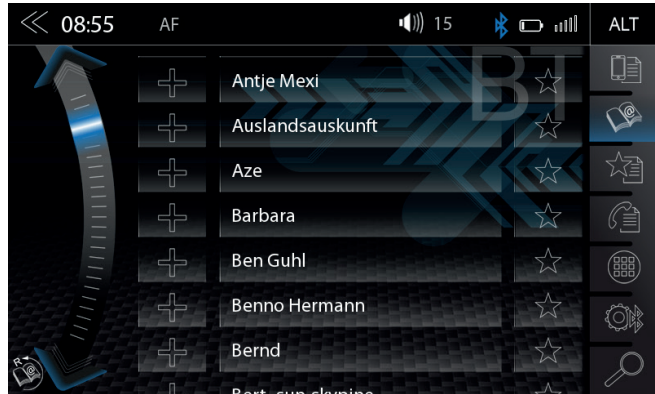 08:55 AF 15 ALT
BT
Antje Mexi
Auslandsauskunft
Aze
Barbara
Ben Guhl
Benno Hermann
Bernd
R